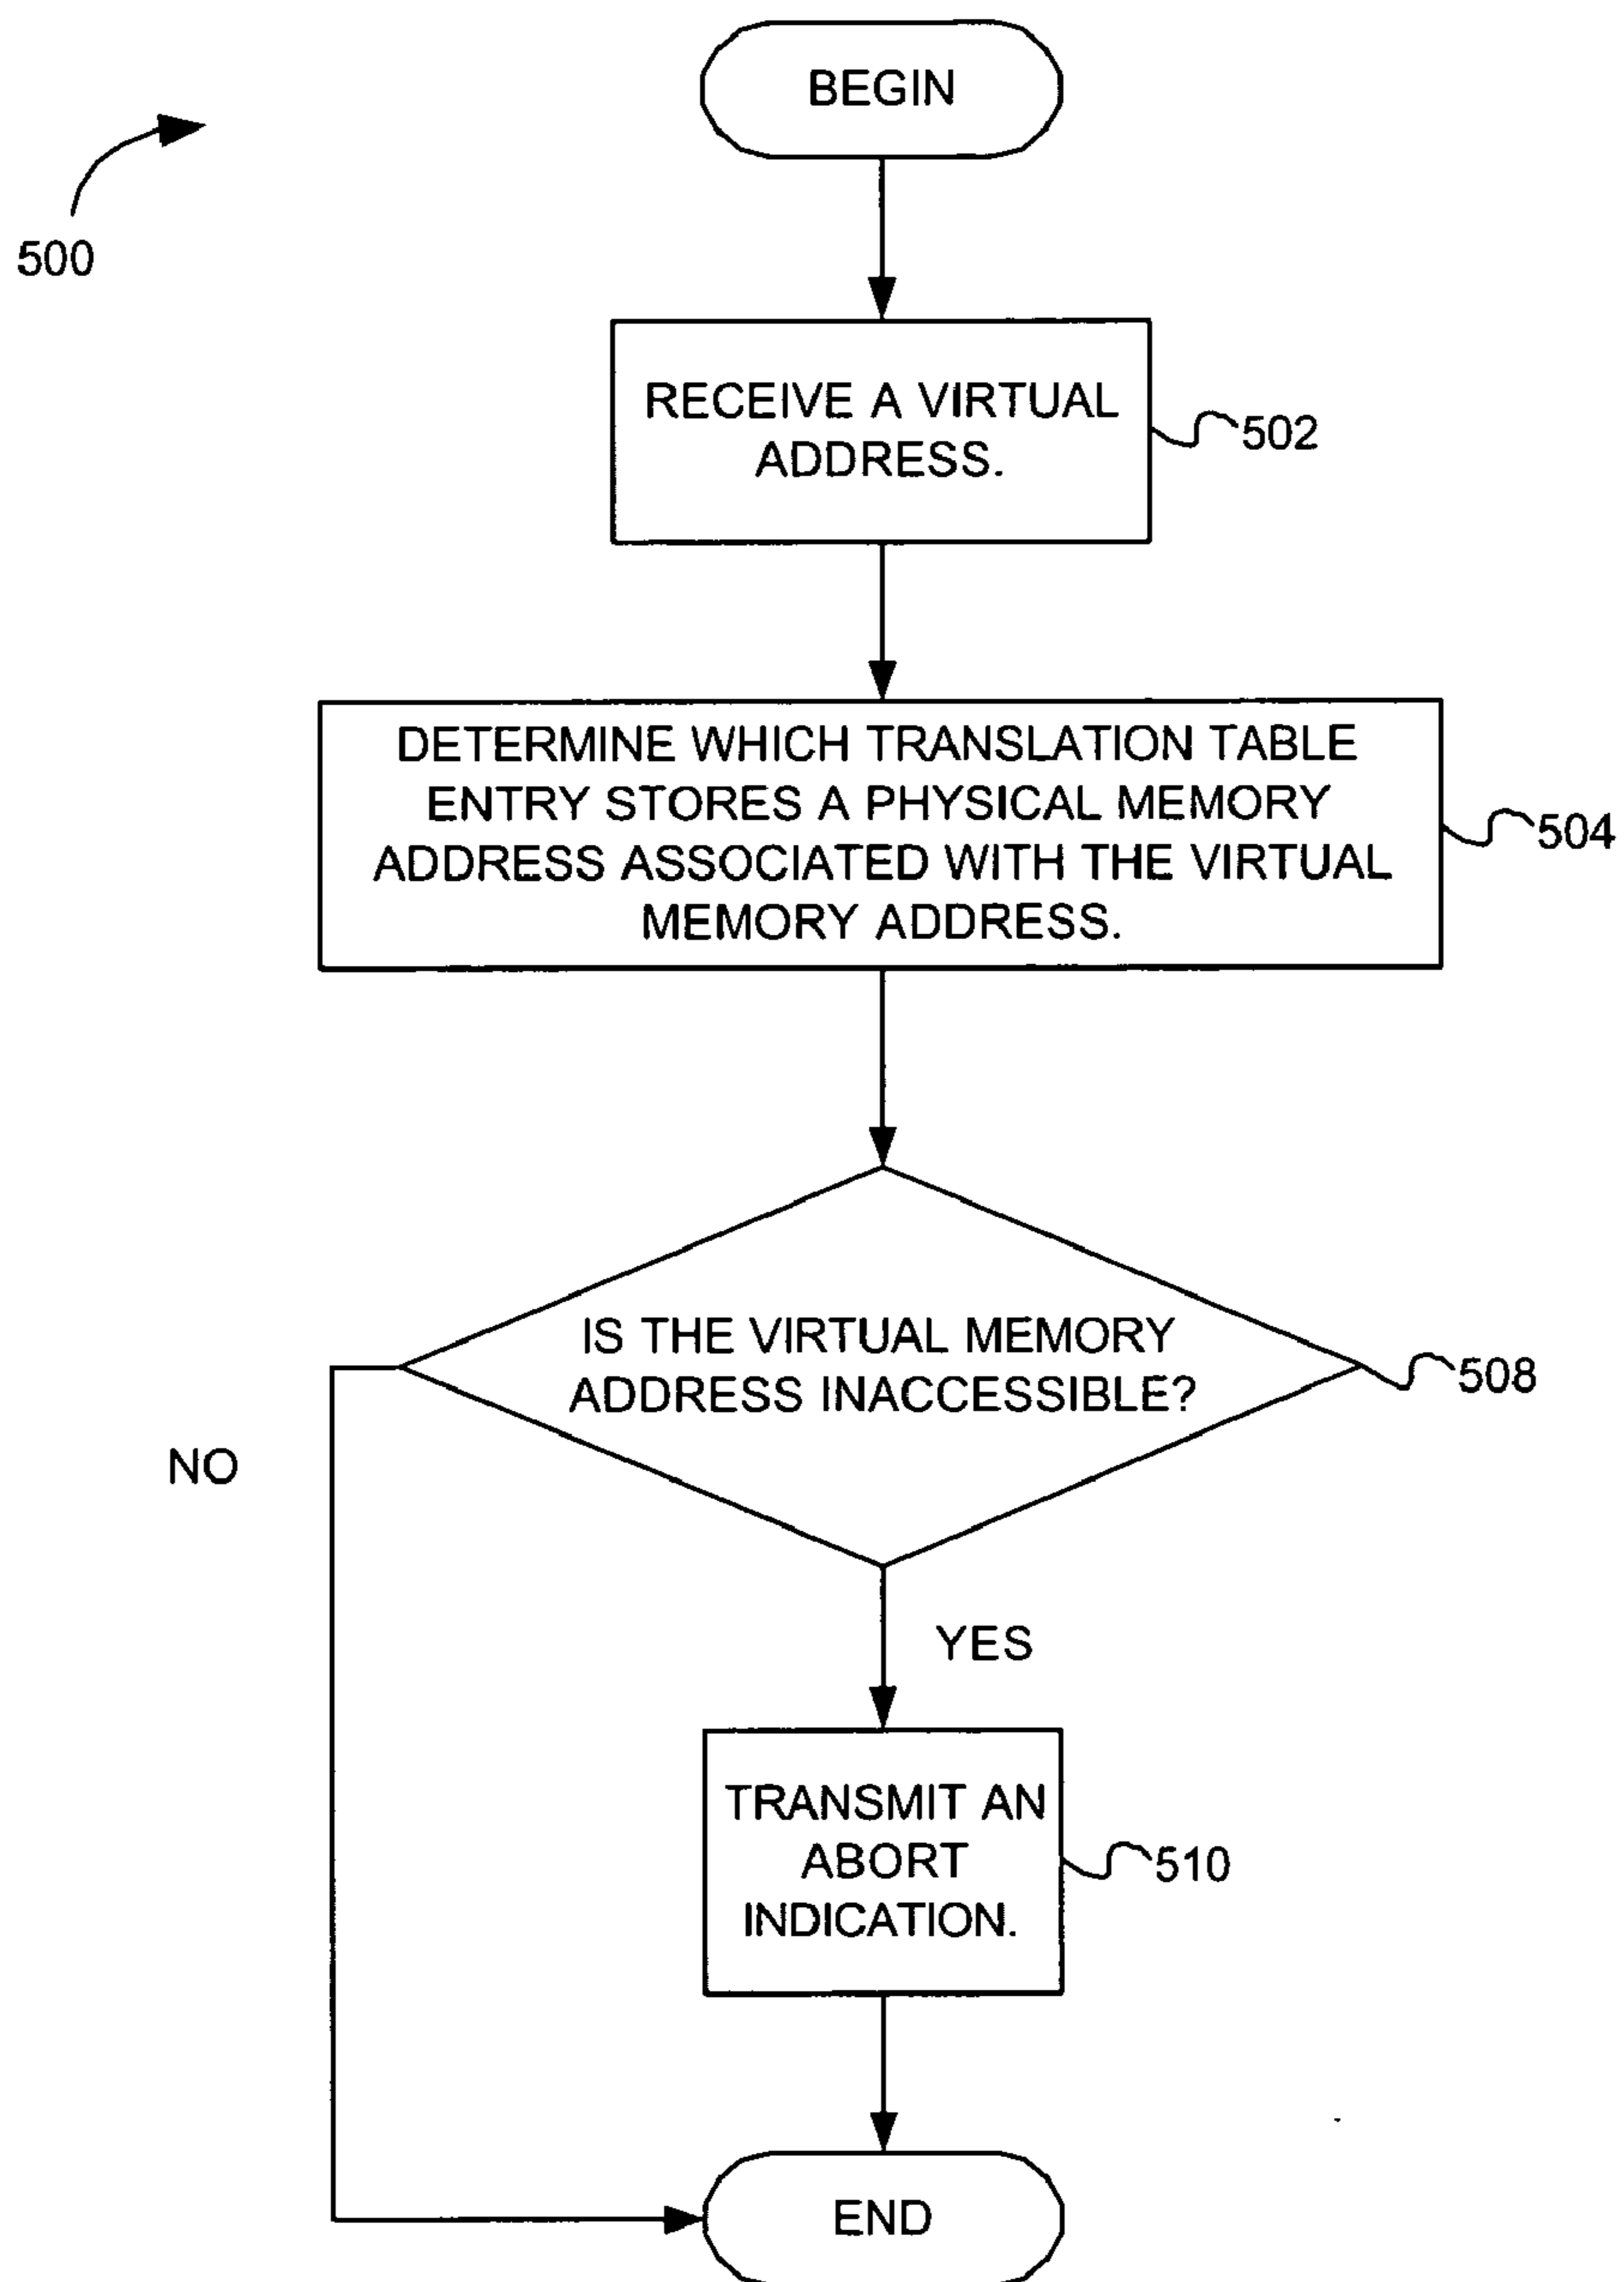 BEGIN
500
RECEIVE A VIRTUAL
ADDRESS.
502
DETERMINE WHICH TRANSLATION TABLE
ENTRY STORES A PHYSICAL MEMORY
ADDRESS ASSOCIATED WITH THE VIRTUAL
MEMORY ADDRESS.
504
IS THE VIRTUAL MEMORY
ADDRESS INACCESSIBLE?
508
NO
YES
TRANSMIT AN
ABORT
INDICATION.
510
END